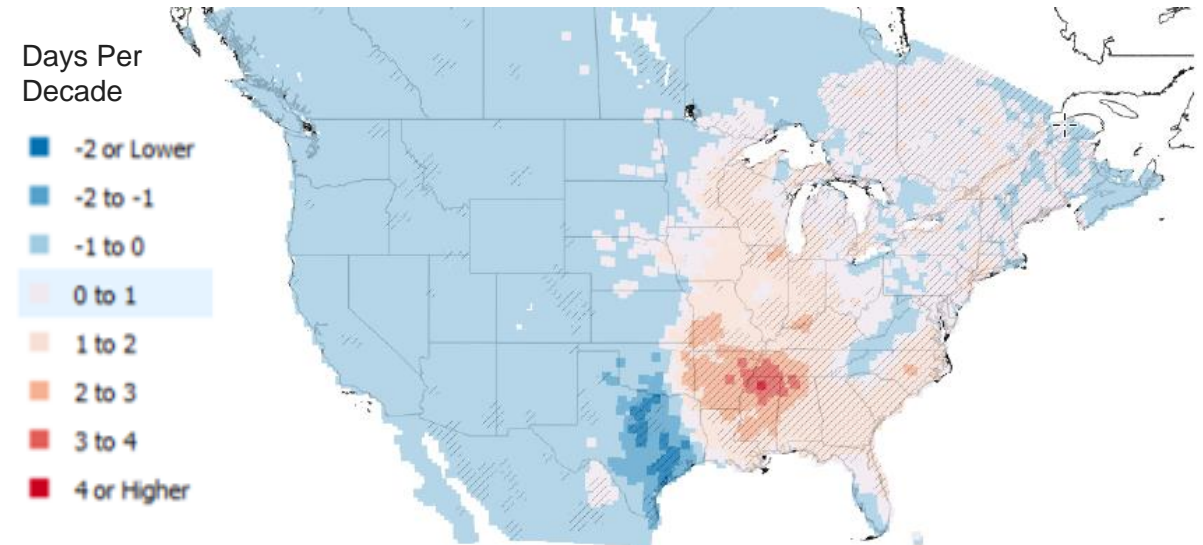 Days Per
Decade
-2 or Lower
-2 to -1
-1 to 0
0 to 1
1 to 2
2 to 3
3 to 4
4 or Higher